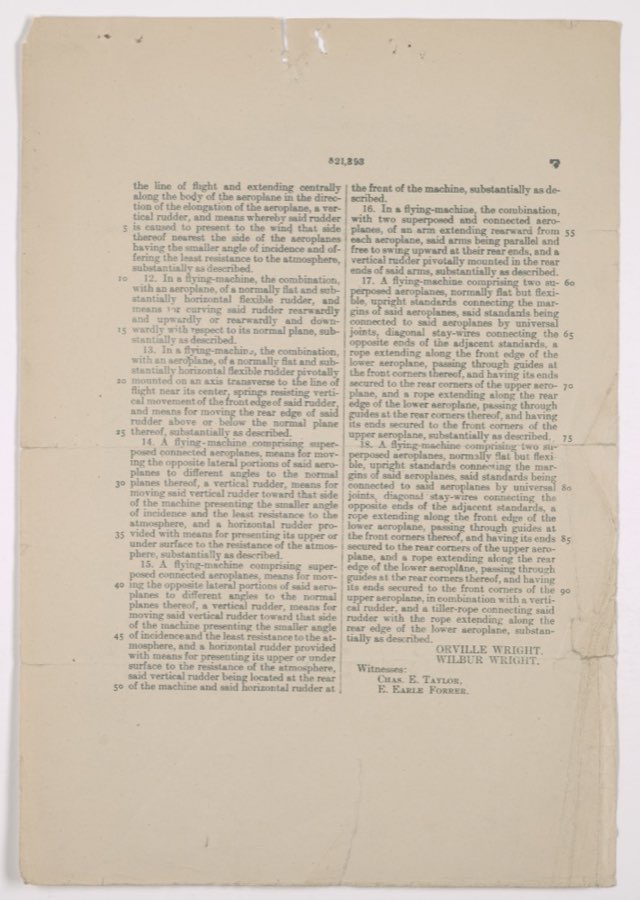 821,393
7
the line of flight and extending centrally
along the body of the aeroplane in the direc-
tion of the elongation of the aeroplane, a ver-
tical rudder, and means whereby said rudder
5 is caused to present to the wind that side
thereof nearest the side of the aeroplanes
having the smaller angle of incidence and of-
fering the least resistance to the atmosphere,
substantially as described.
10 12. In a flying-machine, the combination,
with an aeroplane, of a normally flat and sub-
stantially horizontal flexible rudder, and
means for curving said rudder rearwardly
and upwardly or rearwardly and down-
15 wardly with respect to its normal plane, sub-
stantially as described.
13. In a flying-machine, the combination,
with an aeroplane, of a normally flat and sub-
stantially horizontal flexible rudder pivotally
20 mounted on an axis transverse to the line of
flight near its center, springs resisting verti-
cal movement of the front edge of said rudder,
and means for moving the rear edge of said
rudder above or below the normal plane
25 thereof, substantially as described.
14. A flying-machine comprising super-
posed connected aeroplanes, means for mov-
ing the opposite lateral portions of said aero-
planes to different angles to the normal
30 planes thereof, a vertical rudder, means for
moving said vertical rudder toward that side
of the machine presenting the smaller angle
of incidence and the least resistance to the
atmosphere, and a horizontal rudder pro-
35 vided with means for presenting its upper or
under surface to the resistance of the atmos-
phere, substantially as described.
15. A flying-machine comprising super-
posed connected aeroplanes, means for mov-
40 ing the opposite lateral portions of said aero-
planes to different angles to the normal
planes thereof, a vertical rudder, means for
moving said vertical rudder toward that side
of the machine presenting the smaller angle
45 of incidence and the least resistance to the at-
mosphere, and a horizontal rudder provided
with means for presenting its upper or under
surface to the resistance of the atmosphere,
said vertical rudder being located at the rear
50 of the machine and said horizontal rudder at
the front of the machine, substantially as de-
scribed.
16. In a flying-machine, the combination,
with two superposed and connected aero-
planes, of an arm extending rearward from 55
each aeroplane, said arms being parallel and
free to swing upward at their rear ends, and a
vertical rudder pivotally mounted in the rear
ends of said arms, substantially as described.
17. A flying-machine comprising two su- 60
perposed aeroplanes, normally flat but flexi-
ble, upright standards connecting the mar-
gins of said aeroplanes, said standards being
connected to said aeroplanes by universal
joints, diagonal stay-wires connecting the 65
opposite ends of the adjacent standards, a
rope extending along the front edge of the
lower aeroplane, passing through guides at
the front corners thereof, and having its ends
secured to the rear corners of the upper aero- 70
plane, and a rope extending along the rear
edge of the lower aeroplane, passing through
guides at the rear corners thereof, and having
its ends secured to the front corners of the
upper aeroplane, substantially as described. 75
18. A flying-machine comprising two su-
perposed aeroplanes, normally flat but flexi-
ble, upright standards connecting the mar-
gins of said aeroplanes, said standards being
connected to said aeroplanes by universal 80
joints, diagonal stay-wires connecting the
opposite ends of the adjacent standards, a
rope extending along the front edge of the
lower aeroplane, passing through guides at
the front corners thereof, and having its ends 85
secured to the rear corners of the upper aero-
plane, and a rope extending along the rear
edge of the lower aeroplane, passing through
guides at the rear corners thereof, and having
its ends secured to the front corners of the 90
upper aeroplane, in combination with a verti-
cal rudder, and a tiller-rope connecting said
rudder with the rope extending along the
rear edge of the lower aeroplane, substan-
tially as described.
ORVILLE WRIGHT.
WILBUR WRIGHT.
Witnesses:
CHAS. E. TAYLOR,
E. EARLE FORRER.